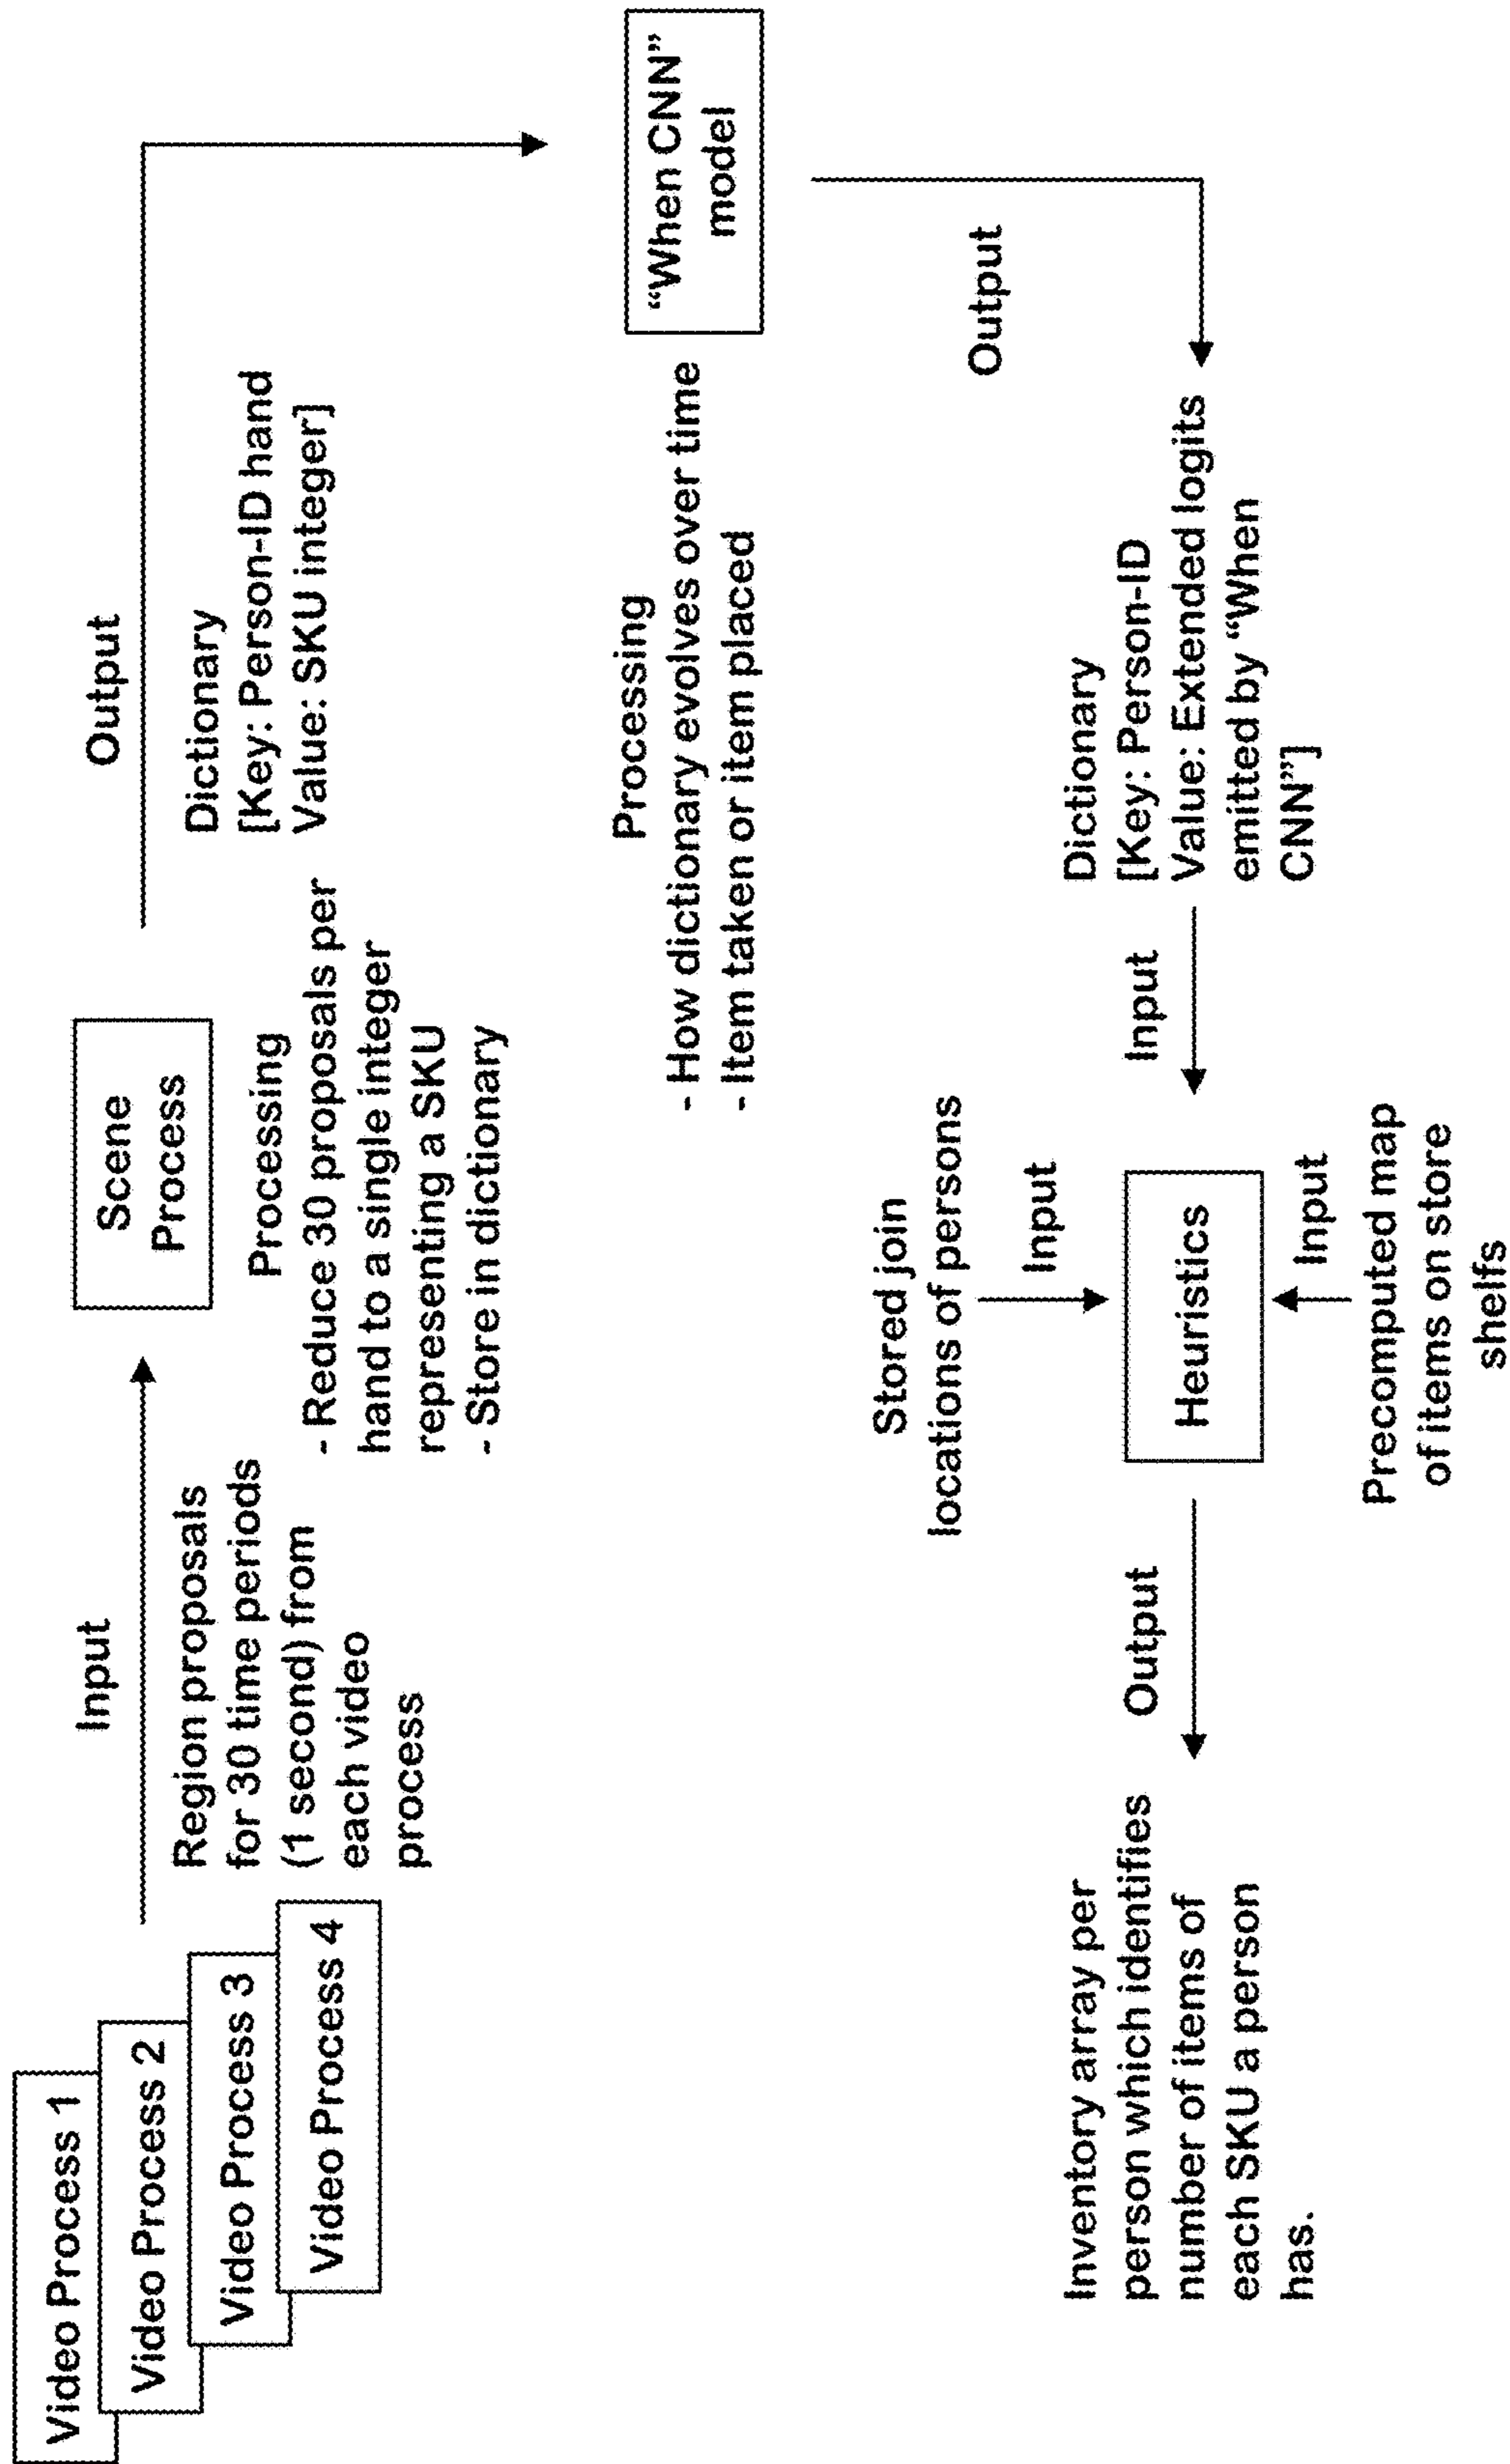 Video Process 1
Video Process 2
Video Process 3
Video Process 4
Input
Region proposals
for 30 time periods
(1 second) from
each video
process
Scene
Process
Processing
- Reduce 30 proposals per
hand to a single integer
representing a SKU
- Store in dictionary
Output
Dictionary
[Key: Person-ID hand
Value: SKU integer]
"When CNN"
model
Processing
- How dictionary evolves over time
- Item taken or item placed
Output
Dictionary
[Key: Person-ID
Value: Extended logits
emitted by "When
CNN"]
Input
Stored join
locations of persons
Input
Heuristics
Input
Precomputed map
of items on store
shelfs
Output
Inventory array per
person which identifies
number of items of
each SKU a person
has.